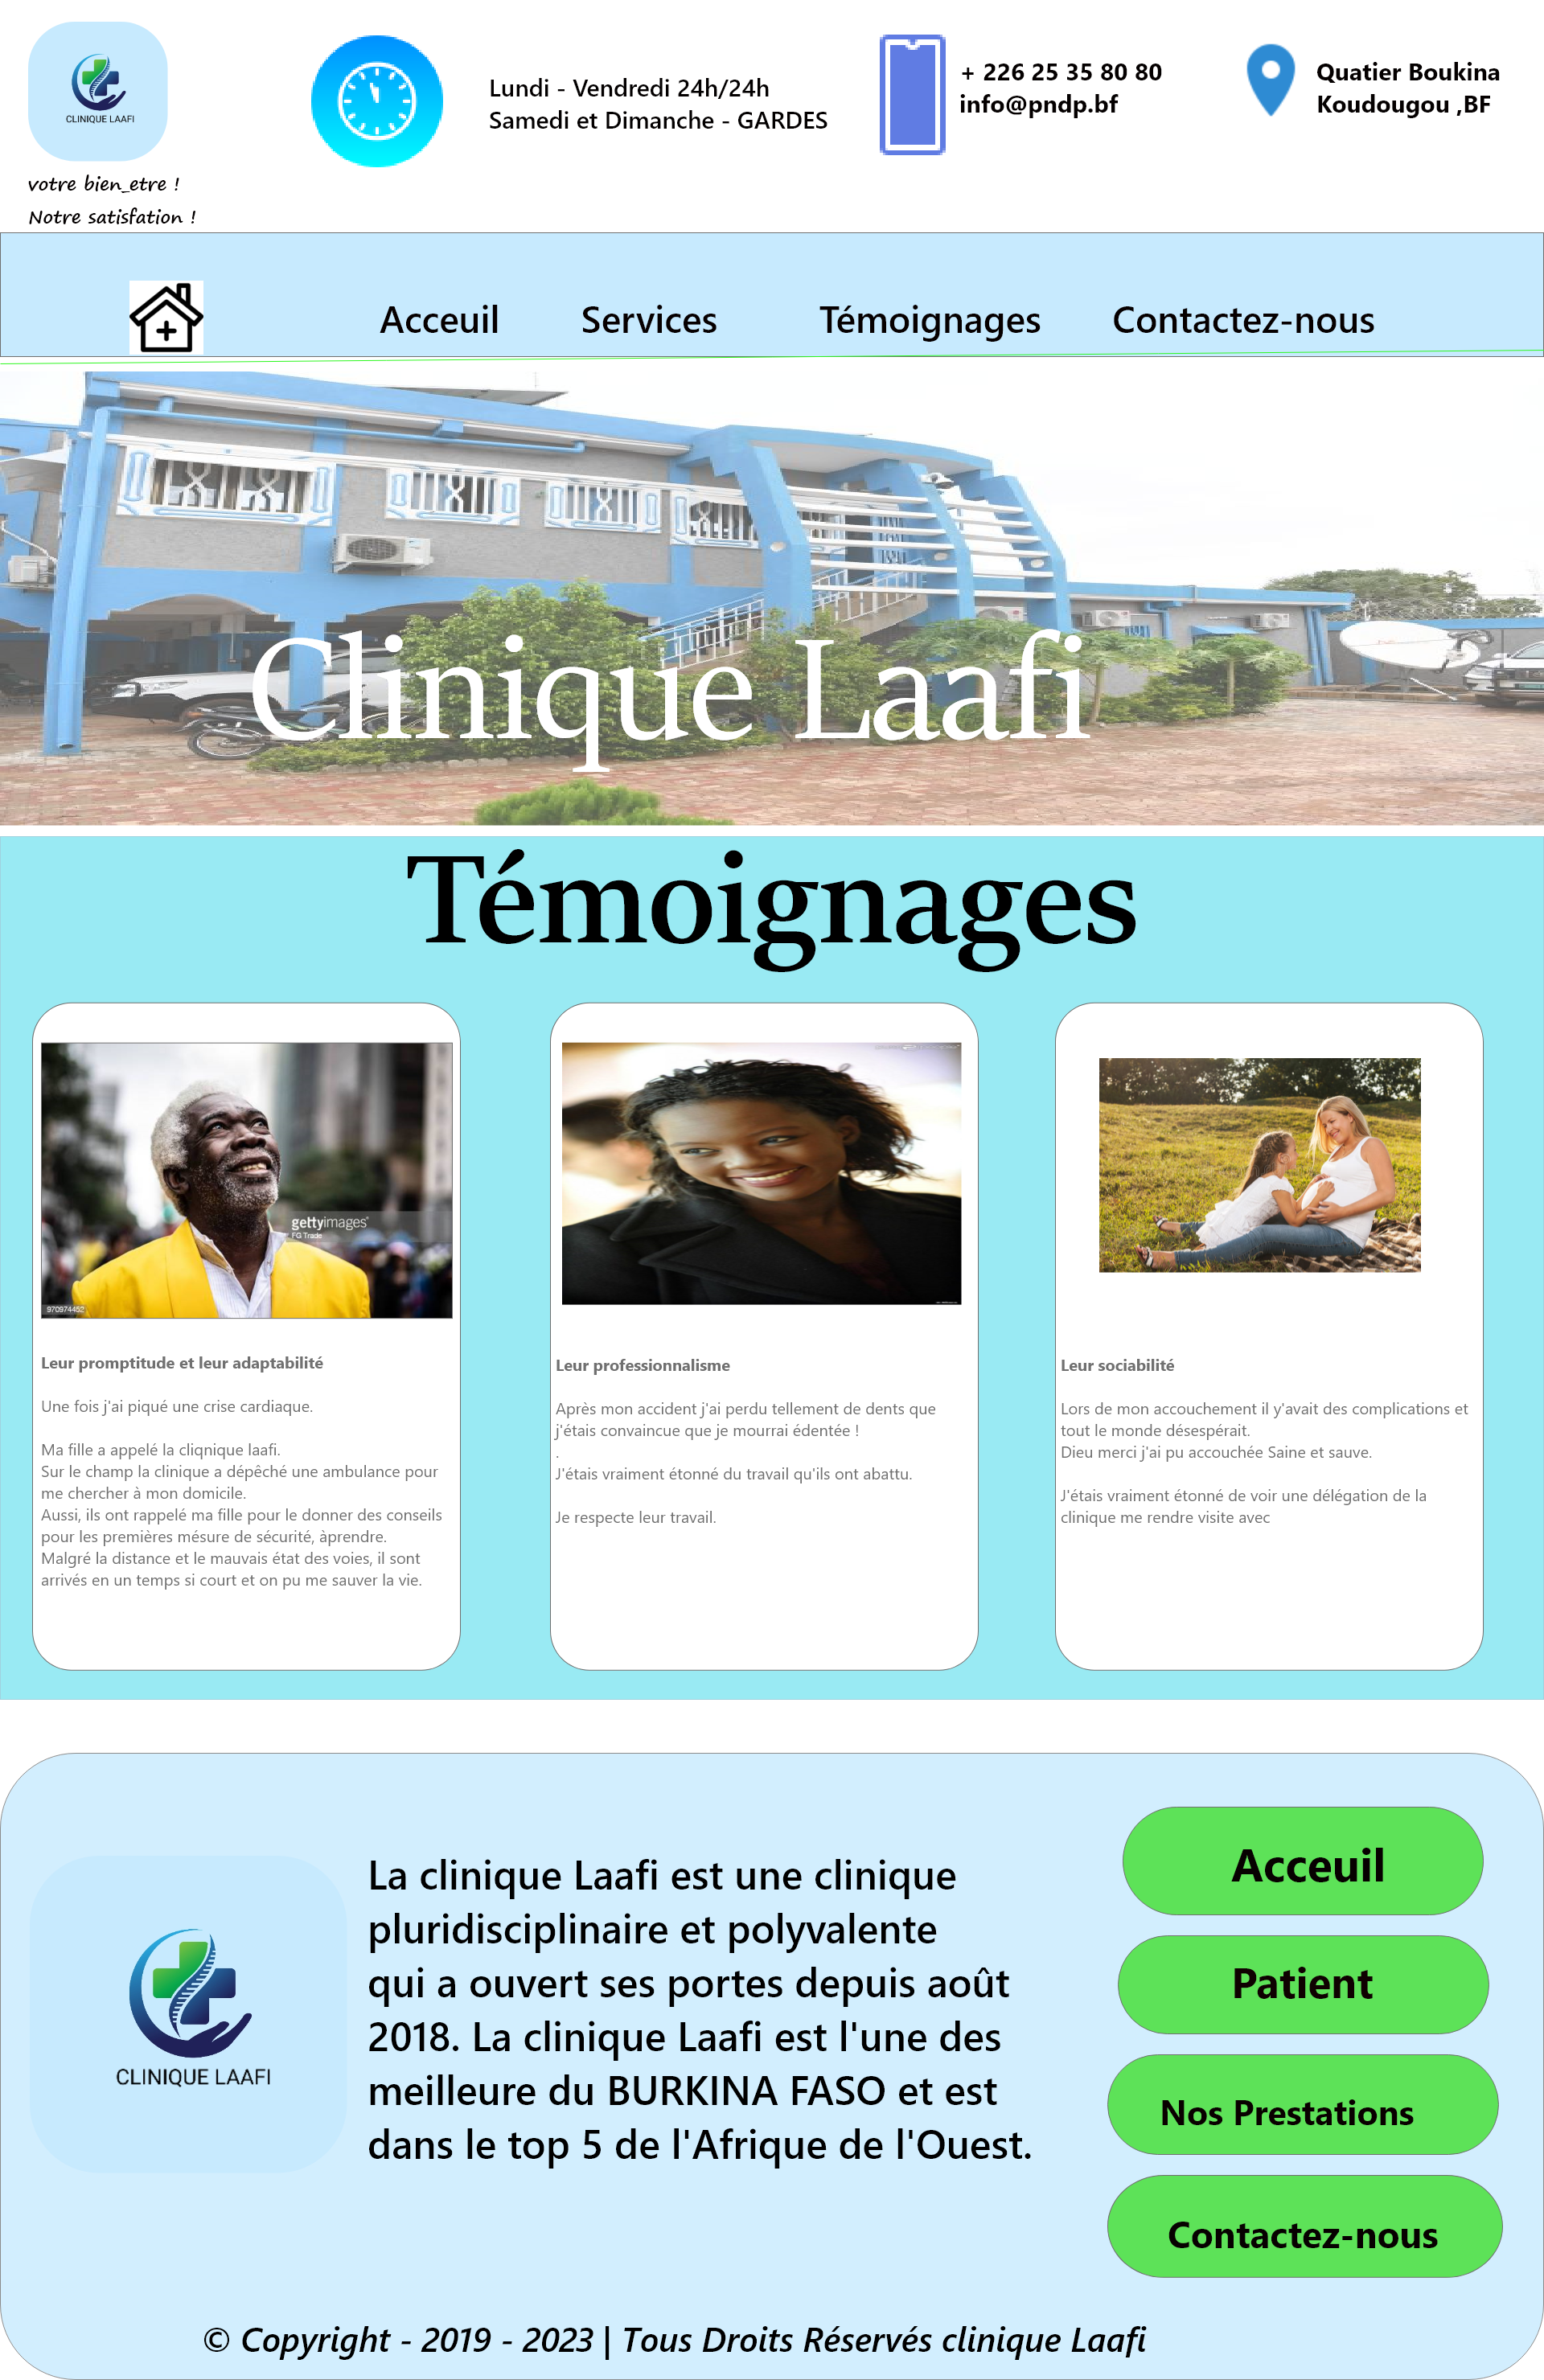 CLINIQUE LAAFI
votre bien_etre !
Notre satisfation !
Lundi - Vendredi 24h/24h
Samedi et Dimanche - GARDES
+ 226 25 35 80 80
info@pndp.bf
Quatier Boukina
Koudougou ,BF
Acceuil
Services
Témoignages
Contactez-nous
Clinique Laafi
Témoignages
gettyimages®
FG Trade
970974452
Leur promptitude et leur adaptabilité
Une fois j'ai piqué une crise cardiaque.
Ma fille a appelé la cliqnique laafi.
Sur le champ la clinique a dépêché une ambulance pour
me chercher à mon domicile.
Aussi, ils ont rappelé ma fille pour le donner des conseils
pour les premières mésure de sécurité, àprendre.
Malgré la distance et le mauvais état des voies, il sont
arrivés en un temps si court et on pu me sauver la vie.
Leur professionnalisme
Après mon accident j'ai perdu tellement de dents que
j'étais convaincue que je mourrai édentée !
.
J'étais vraiment étonné du travail qu'ils ont abattu.
Je respecte leur travail.
Leur sociabilité
Lors de mon accouchement il y'avait des complications et
tout le monde désespérait.
Dieu merci j'ai pu accouchée Saine et sauve.
J'étais vraiment étonné de voir une délégation de la
clinique me rendre visite avec
CLINIQUE LAAFI
La clinique Laafi est une clinique
pluridisciplinaire et polyvalente
qui a ouvert ses portes depuis août
2018. La clinique Laafi est l'une des
meilleure du BURKINA FASO et est
dans le top 5 de l'Afrique de l'Ouest.
Acceuil
Patient
Nos Prestations
Contactez-nous
© Copyright - 2019 - 2023 | Tous Droits Réservés clinique Laafi